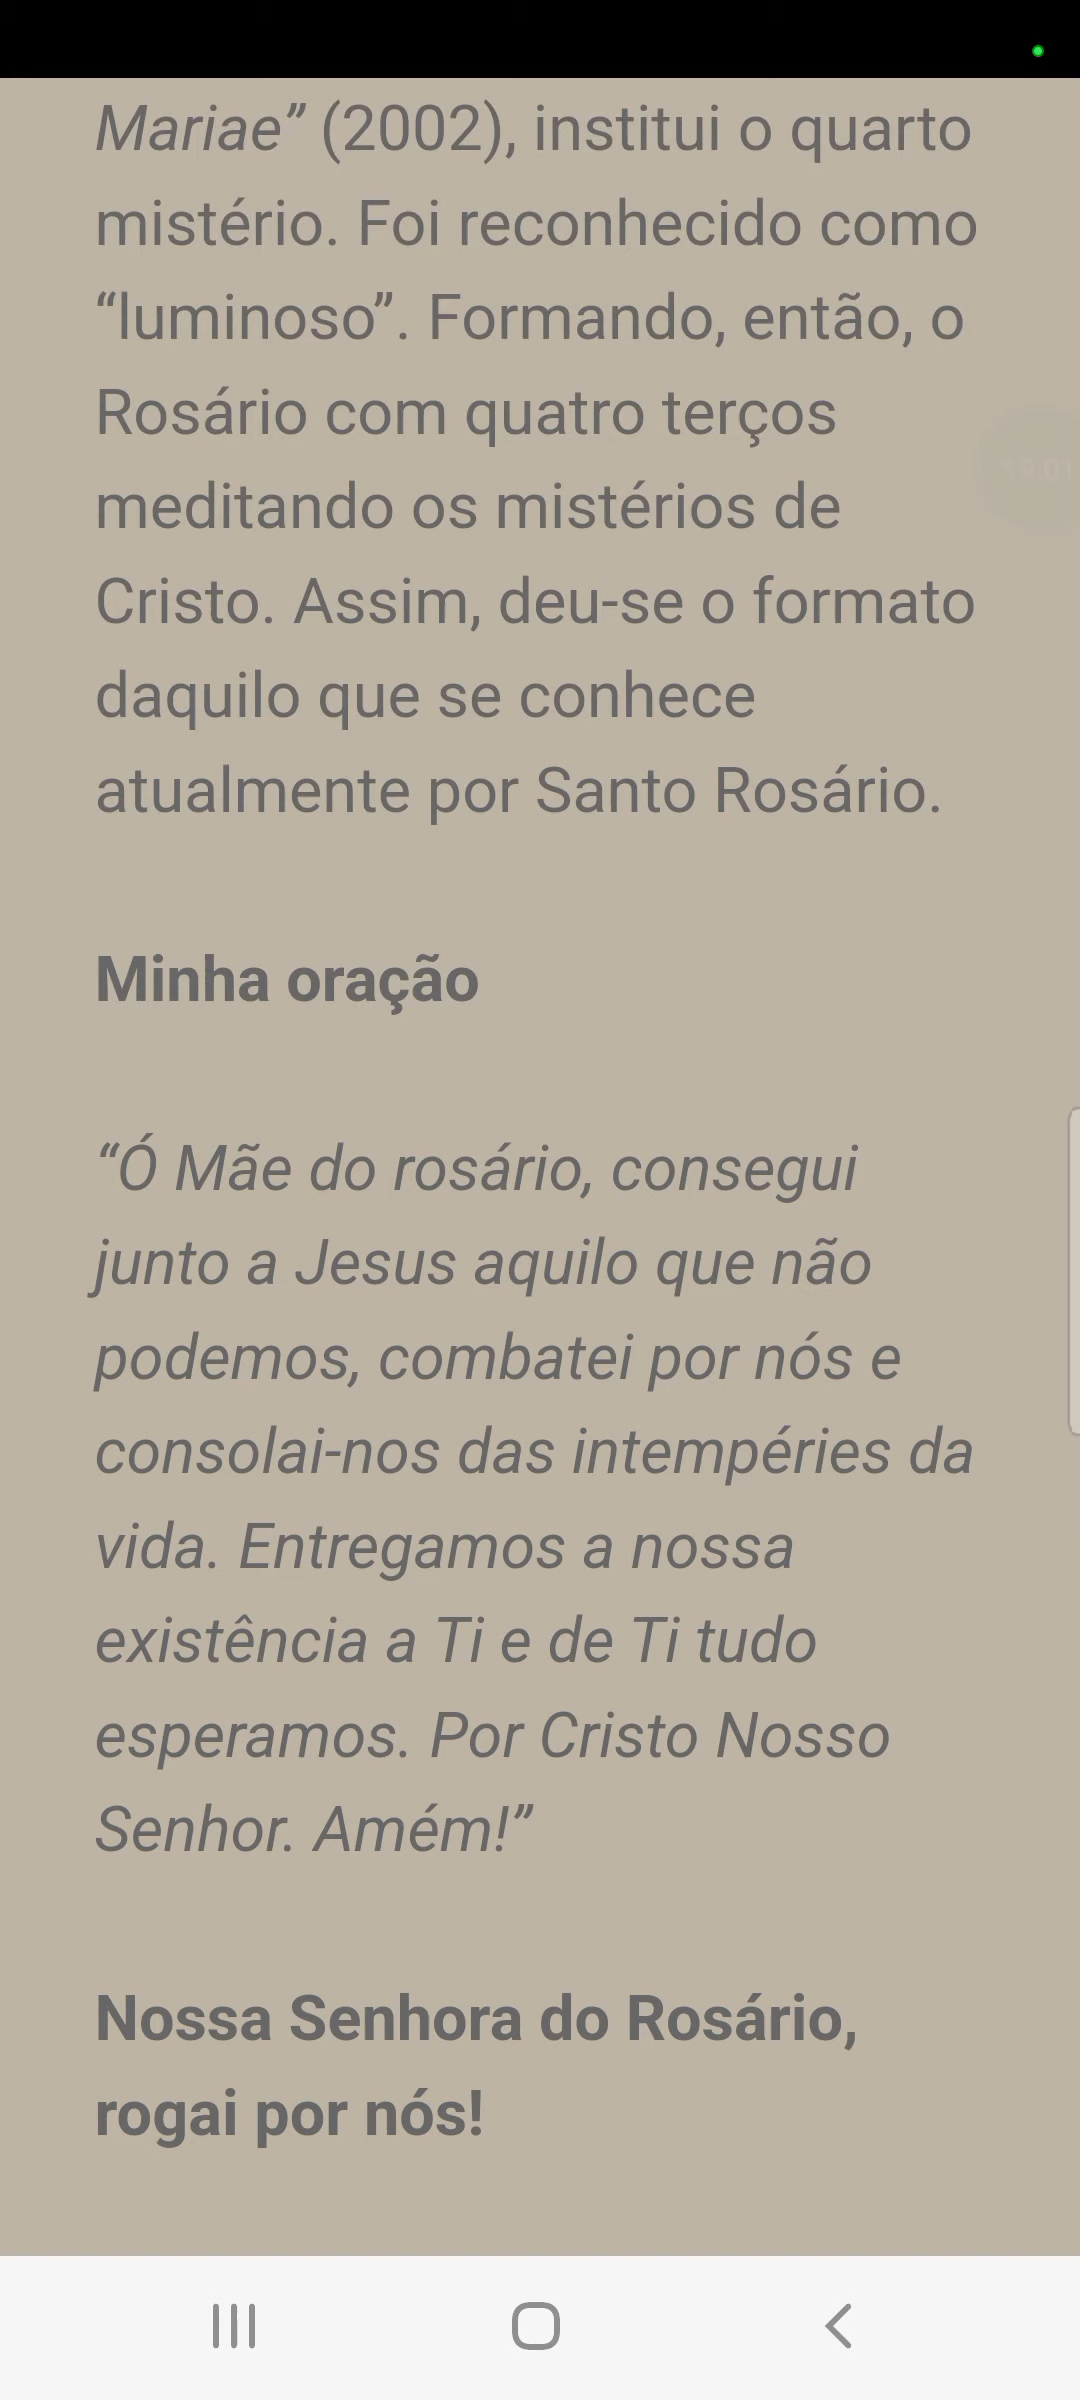 Mariae” (2002), institui o quarto
mistério. Foi reconhecido como
“luminoso”. Formando, então, o
Rosário com quatro terços
meditando os mistérios de
Cristo. Assim, deu-se o formato
daquilo que se conhece
atualmente por Santo Rosário.
Minha oração
“Ó Mãe do rosário, consegui
junto a Jesus aquilo que não
podemos, combatei por nós e
consolai-nos das intempéries da
vida. Entregamos a nossa
existência a Ti e de Ti tudo
esperamos. Por Cristo Nosso
Senhor. Amém!”
Nossa Senhora do Rosário,
rogai por nós!